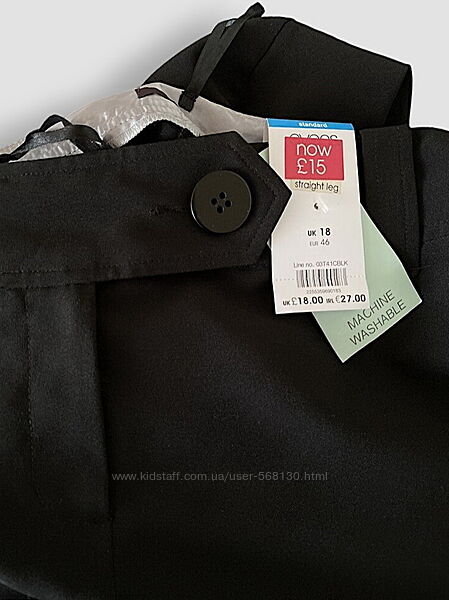 standard
now
£15
straight leg
UK 18
EUR 46
Line no. 03T41CBLK
UK £18.00 IRL €27.00
MACHINE
WASHABLE
www.kidstaff.com.ua/user-568130.html